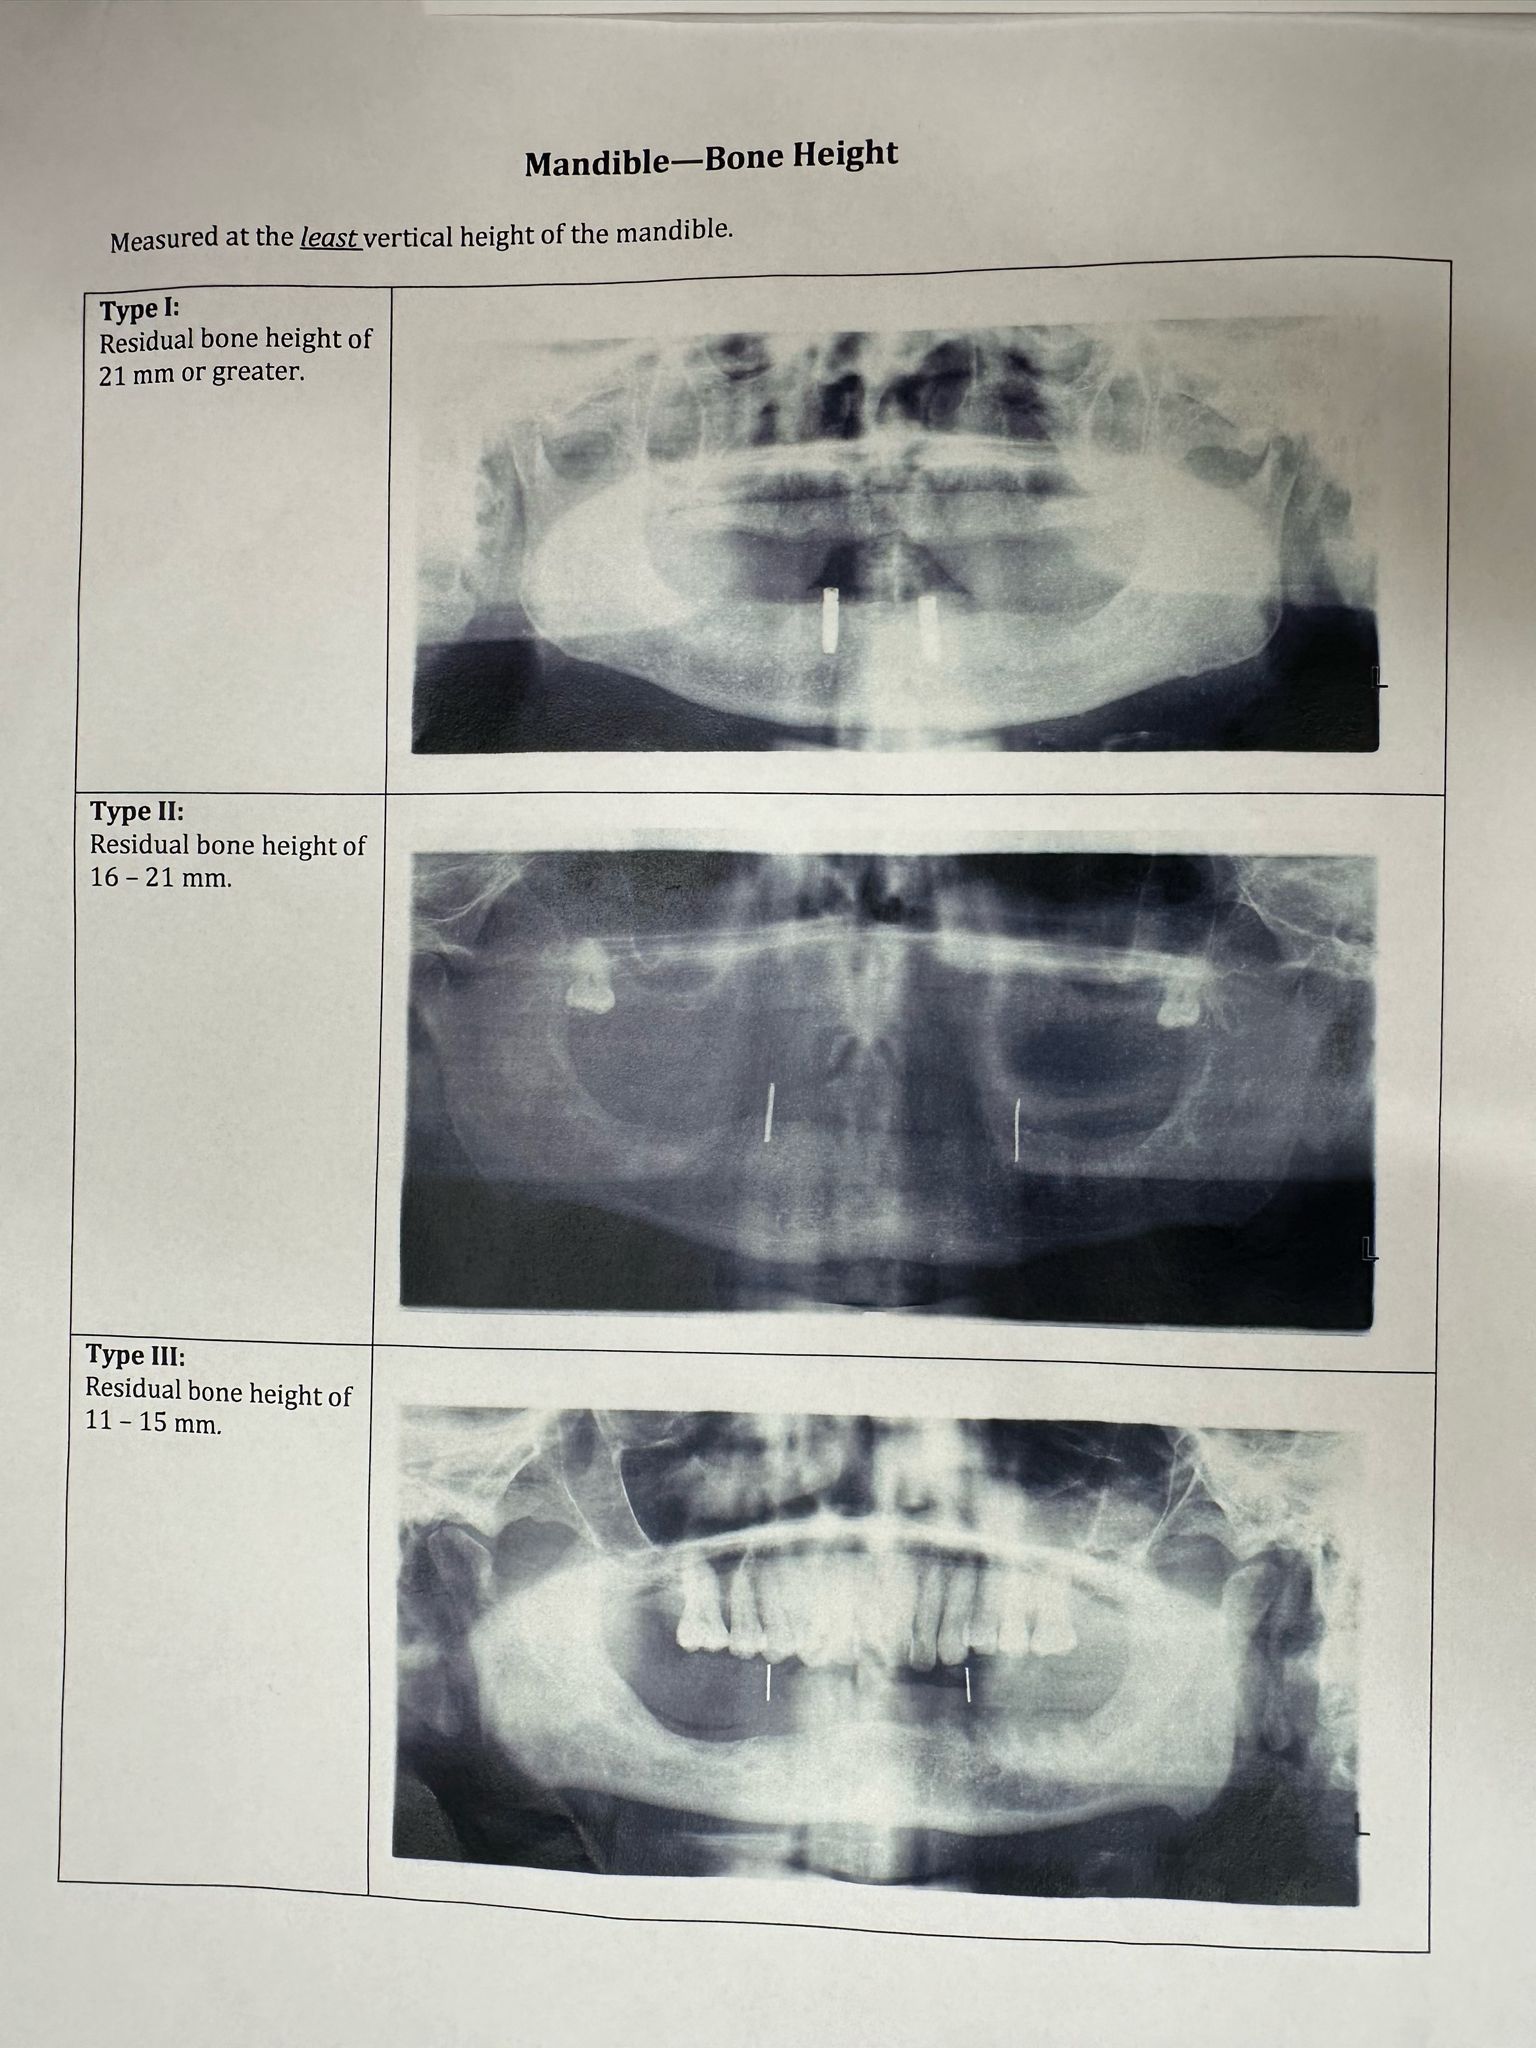 Mandible—Bone Height
Measured at the least vertical height of the mandible.
Type I:
Residual bone height of
21 mm or greater.
L
Type II:
Residual bone height of
16 – 21 mm.
L
Type III:
Residual bone height of
11 – 15 mm.
L